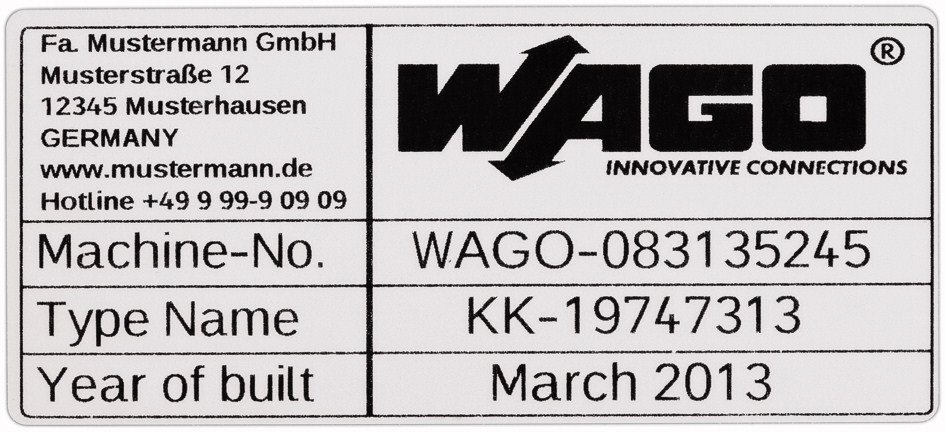 Fa. Mustermann GmbH
Musterstraße 12
12345 Musterhausen
GERMANY
www.mustermann.de
Hotline +49 9 99-9 09 09
WAGO®
INNOVATIVE CONNECTIONS
Machine-No. WAGO-083135245
Type Name KK-19747313
Year of built March 2013